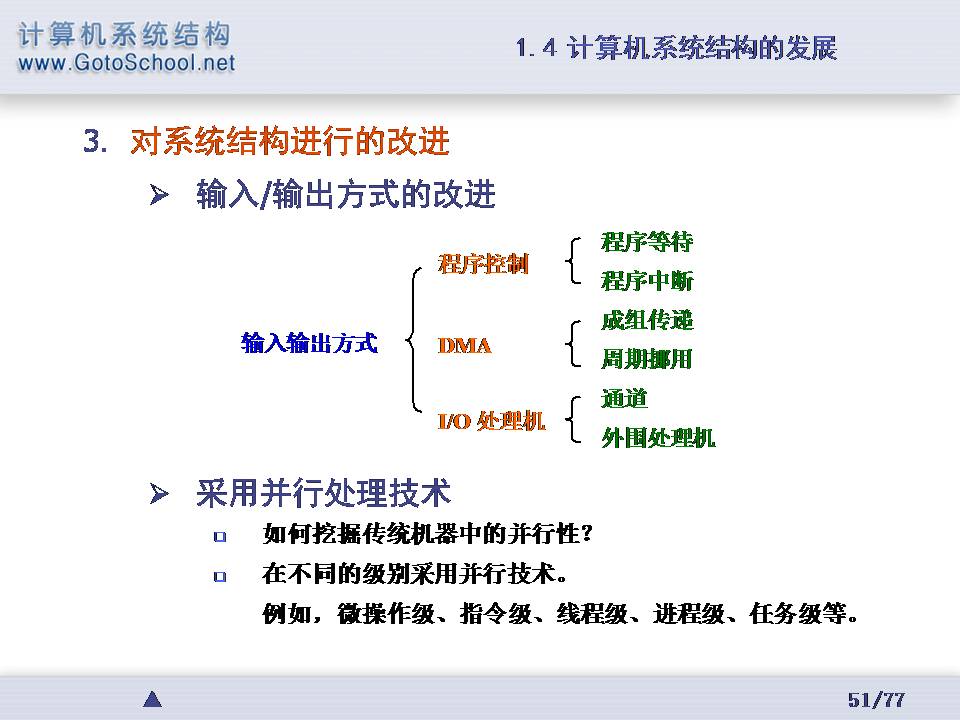 计算机系统结构
www.GotoSchool.net
1.4 计算机系统结构的发展
3. 对系统结构进行的改进
➢ 输入/输出方式的改进
输入输出方式
程序控制
程序等待
程序中断
DMA
成组传递
周期挪用
I/O 处理机
通道
外围处理机
➢ 采用并行处理技术
如何挖掘传统机器中的并行性?
在不同的级别采用并行技术。
例如，微操作级、指令级、线程级、进程级、任务级等。
51/77